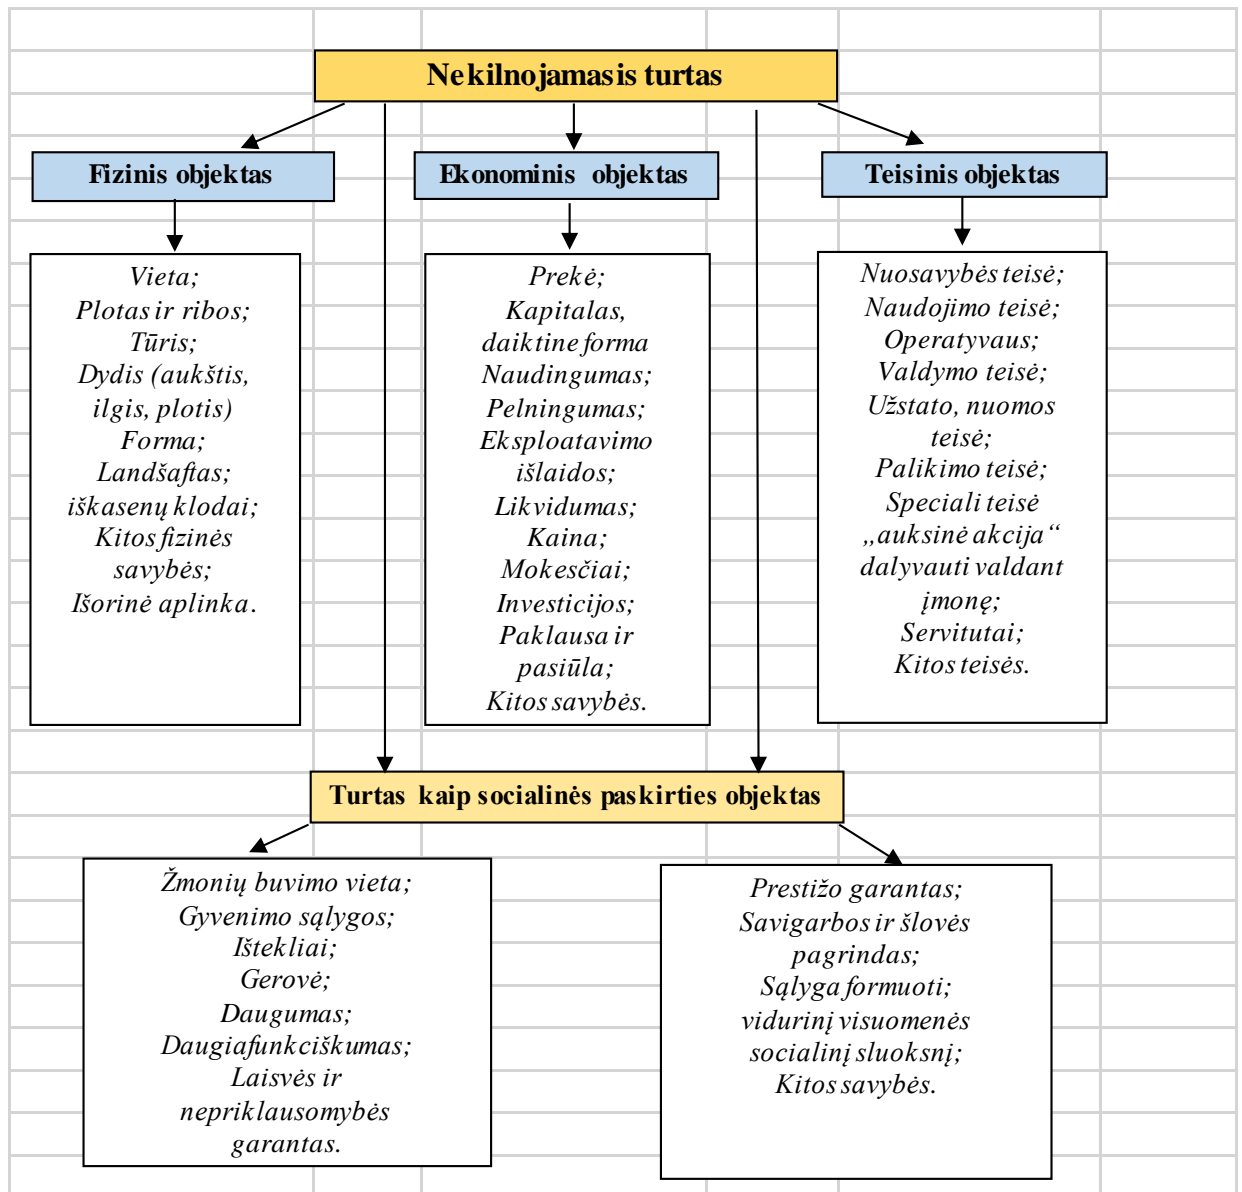 Nekilnojamasis turtas
Fizinis objektas
Ekonominis objektas
Teisinis objektas
Vieta;
Plotas ir ribos;
Tūris;
Dydis (aukštis,
ilgis, plotis)
Forma;
Landšaftas;
iškasenų klodai;
Kitos fizinės
savybės;
Išorinė aplinka.
Prekė;
Kapitalas,
daiktine forma
Naudingumas;
Pelningumas;
Eksploatavimo
išlaidos;
Likvidumas;
Kaina;
Mokesčiai;
Investicijos;
Paklausa ir
pasiūla;
Kitos savybės.
Nuosavybės teisė;
Naudojimo teisė;
Operatyvaus;
Valdymo teisė;
Užstato, nuomos
teisė;
Palikimo teisė;
Speciali teisė
„auksinė akcija“
dalyvauti valdant
įmonę;
Servitutai;
Kitos teisės.
Turtas kaip socialinės paskirties objektas
Žmonių buvimo vieta;
Gyvenimo sąlygos;
Ištekliai;
Gerovė;
Daugumas;
Daugiafunkciškumas;
Laisvės ir
nepriklausomybės
garantas.
Prestižo garantas;
Savigarbos ir šlovės
pagrindas;
Sąlyga formuoti;
vidurinį visuomenės
socialinį sluoksnį;
Kitos savybės.